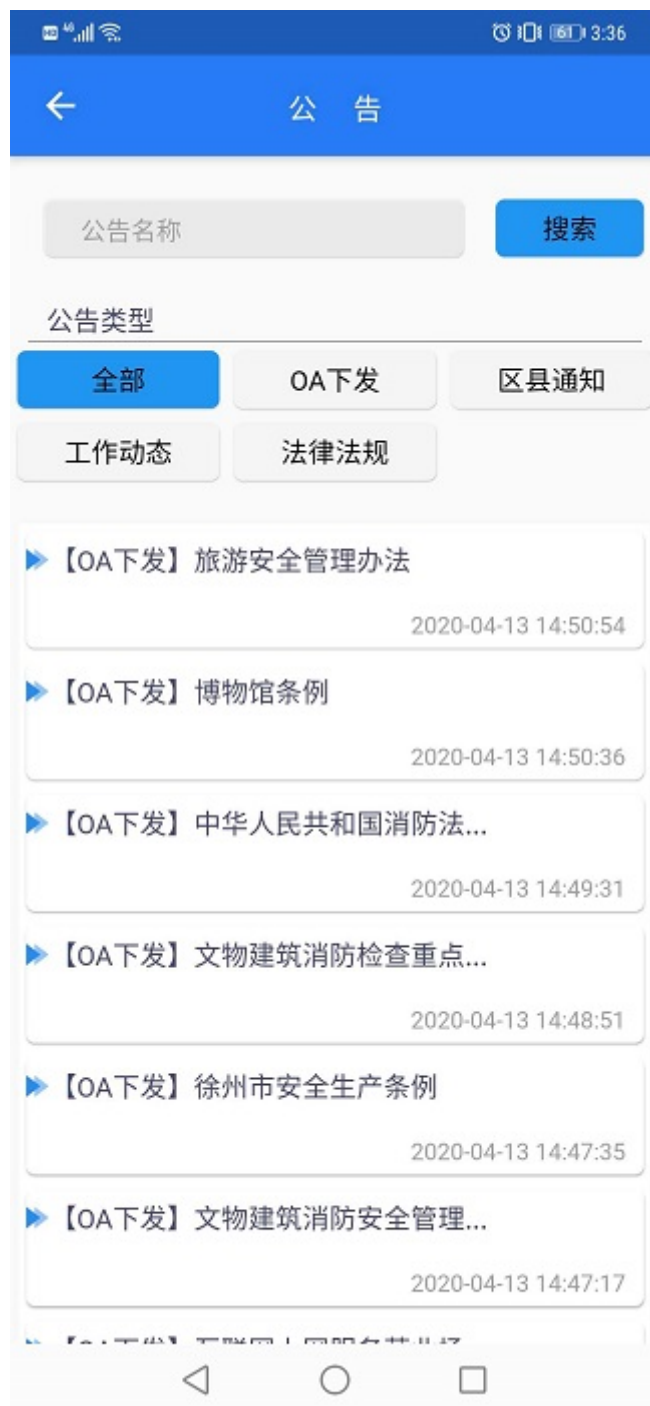 HD 4G 61 3:36
公 告
公告名称
搜索
公告类型
全部
OA下发
区县通知
工作动态
法律法规
【OA下发】旅游安全管理办法
2020-04-13 14:50:54
【OA下发】博物馆条例
2020-04-13 14:50:36
【OA下发】中华人民共和国消防法...
2020-04-13 14:49:31
【OA下发】文物建筑消防检查重点...
2020-04-13 14:48:51
【OA下发】徐州市安全生产条例
2020-04-13 14:47:35
【OA下发】文物建筑消防安全管理...
2020-04-13 14:47:17